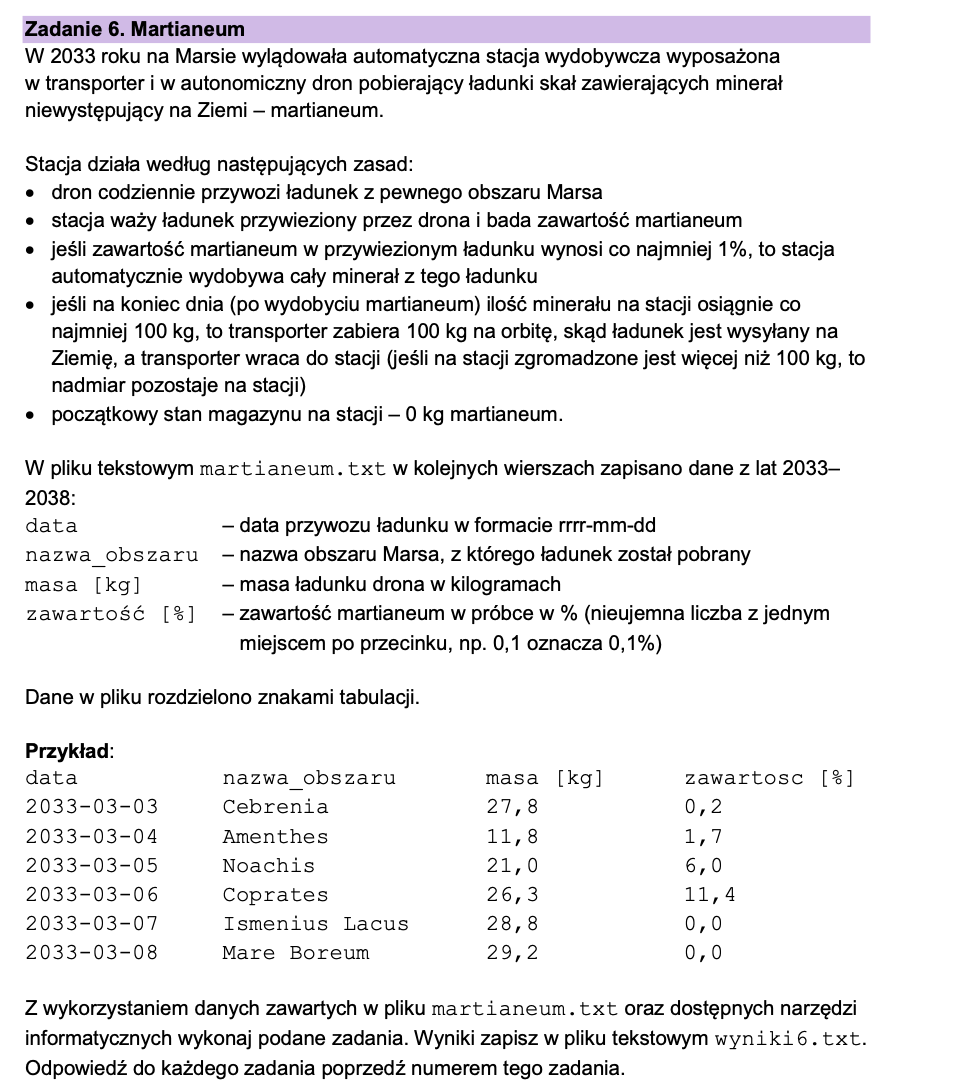 Zadanie 6. Martianeum
W 2033 roku na Marsie wylądowała automatyczna stacja wydobywcza wyposażona
w transporter i w autonomiczny dron pobierający ładunki skał zawierających minerał
niewystępujący na Ziemi – martianeum.
Stacja działa według następujących zasad:
• dron codziennie przywozi ładunek z pewnego obszaru Marsa
• stacja waży ładunek przywieziony przez drona i bada zawartość martianeum
• jeśli zawartość martianeum w przywiezionym ładunku wynosi co najmniej 1%, to stacja
automatycznie wydobywa cały minerał z tego ładunku
• jeśli na koniec dnia (po wydobyciu martianeum) ilość minerału na stacji osiągnie co
najmniej 100 kg, to transporter zabiera 100 kg na orbitę, skąd ładunek jest wysyłany na
Ziemię, a transporter wraca do stacji (jeśli na stacji zgromadzone jest więcej niż 100 kg, to
nadmiar pozostaje na stacji)
• początkowy stan magazynu na stacji – 0 kg martianeum.
W pliku tekstowym martianeum.txt w kolejnych wierszach zapisano dane z lat 2033–
2038:
data – data przywozu ładunku w formacie rrrr-mm-dd
nazwa_obszaru – nazwa obszaru Marsa, z którego ładunek został pobrany
masa [kg] – masa ładunku drona w kilogramach
zawartość [%] – zawartość martianeum w próbce w % (nieujemna liczba z jednym
miejscem po przecinku, np. 0,1 oznacza 0,1%)
Dane w pliku rozdzielono znakami tabulacji.
Przykład:
data nazwa_obszaru masa [kg] zawartosc [%]
2033-03-03 Cebrenia 27,8 0,2
2033-03-04 Amenthes 11,8 1,7
2033-03-05 Noachis 21,0 6,0
2033-03-06 Coprates 26,3 11,4
2033-03-07 Ismenius Lacus 28,8 0,0
2033-03-08 Mare Boreum 29,2 0,0
Z wykorzystaniem danych zawartych w pliku martianeum.txt oraz dostępnych narzędzi
informatycznych wykonaj podane zadania. Wyniki zapisz w pliku tekstowym wyniki6.txt.
Odpowiedź do każdego zadania poprzedź numerem tego zadania.